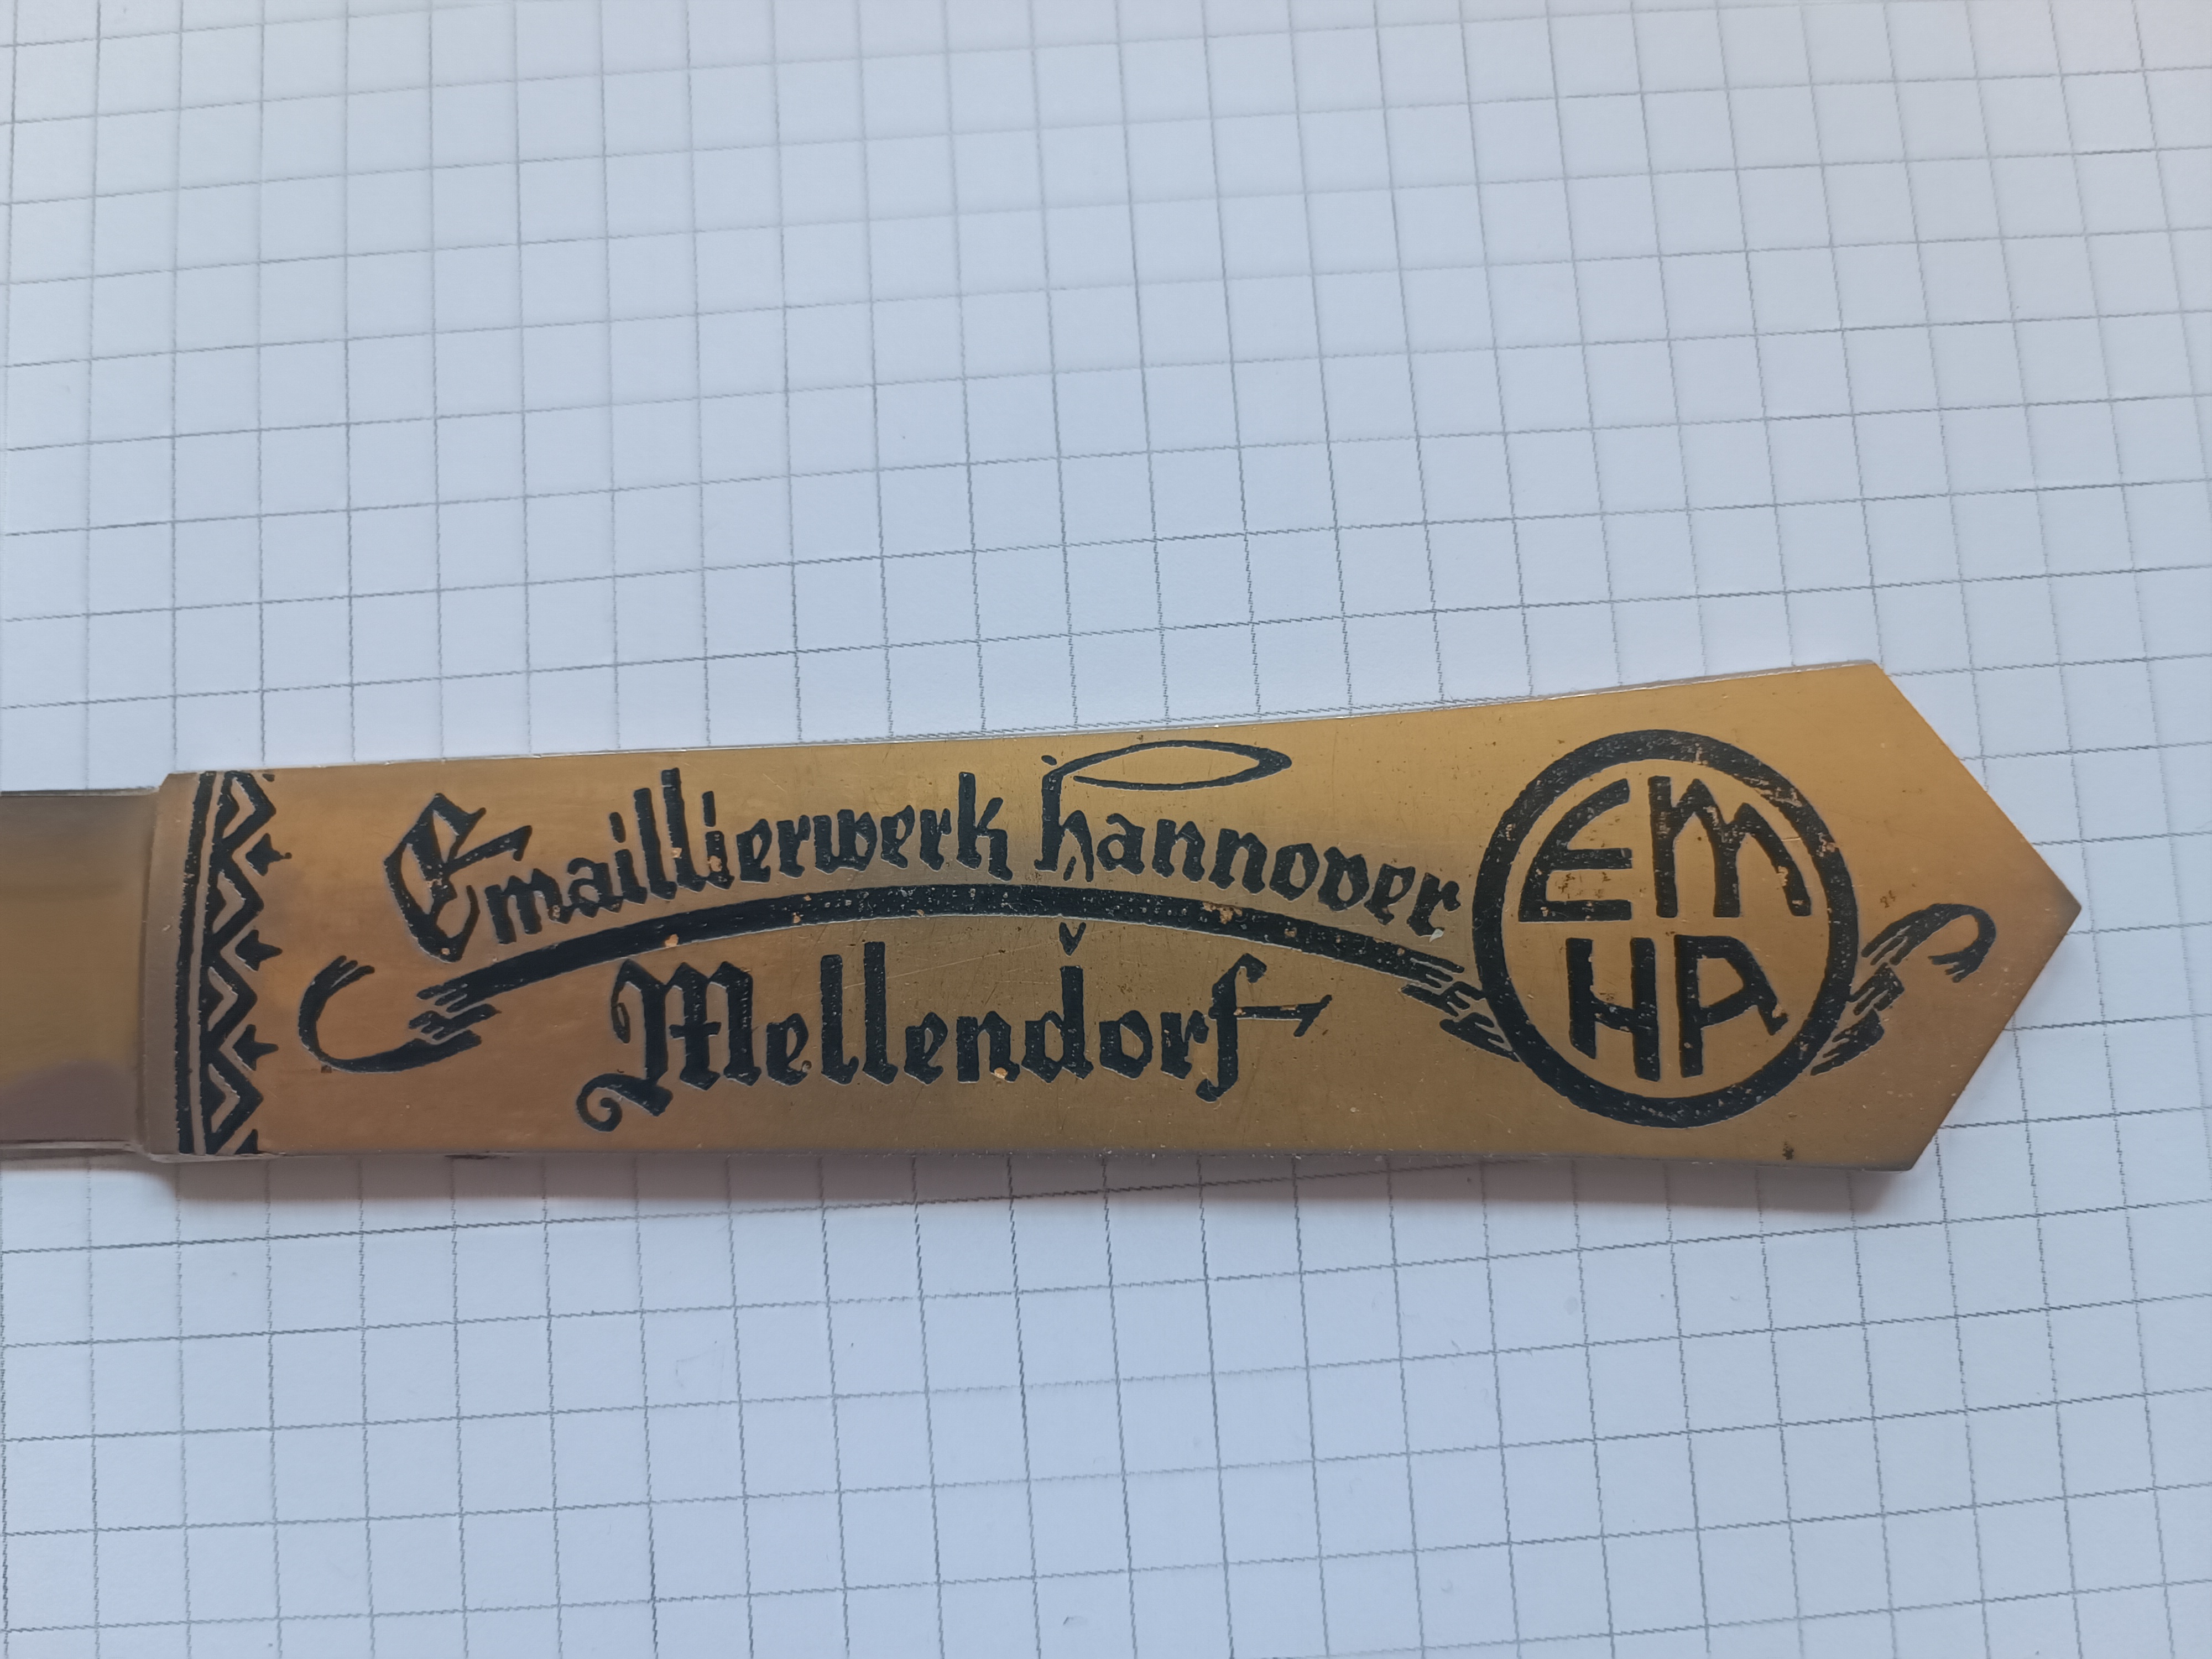 Emaillierwerk Hannover
Mellendorf
EM
HA